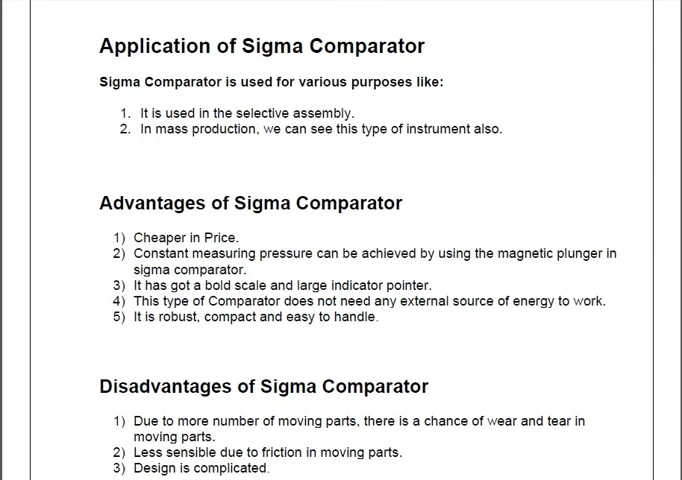 Application of Sigma Comparator
Sigma Comparator is used for various purposes like:
1. It is used in the selective assembly.
2. In mass production, we can see this type of instrument also.
Advantages of Sigma Comparator
1) Cheaper in Price.
2) Constant measuring pressure can be achieved by using the magnetic plunger in
sigma comparator.
3) It has got a bold scale and large indicator pointer.
4) This type of Comparator does not need any external source of energy to work.
5) It is robust, compact and easy to handle.
Disadvantages of Sigma Comparator
1) Due to more number of moving parts, there is a chance of wear and tear in
moving parts.
2) Less sensible due to friction in moving parts.
3) Design is complicated.